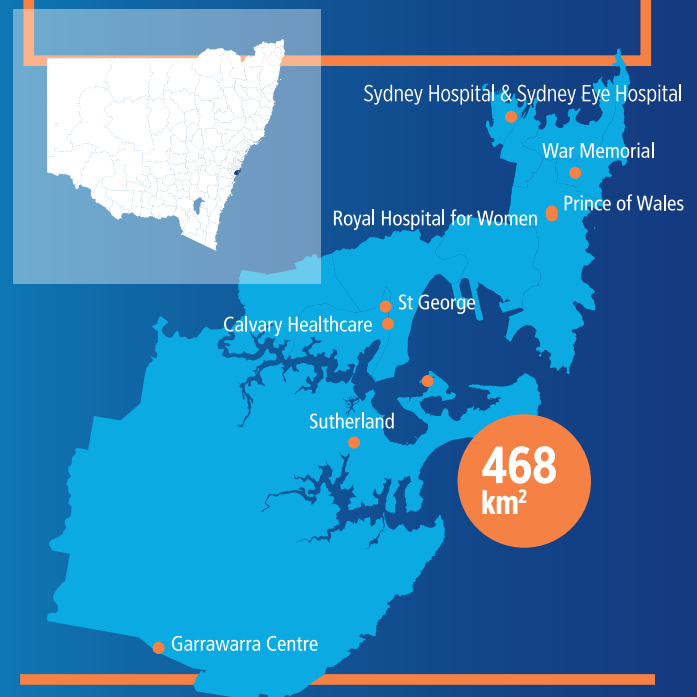 Sydney Hospital & Sydney Eye Hospital
War Memorial
Prince of Wales
Royal Hospital for Women
St George
Calvary Healthcare
Sutherland
468
km²
Garrawarra Centre